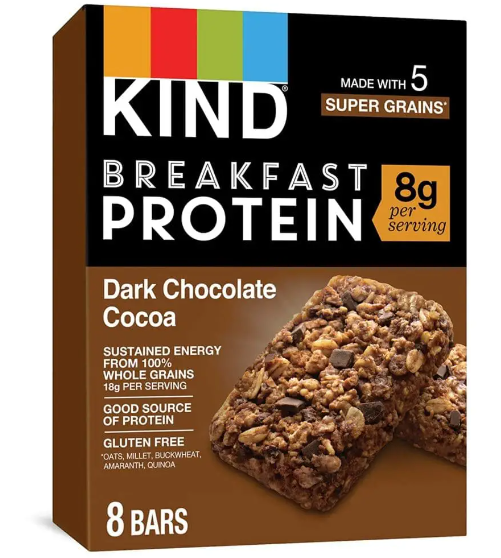 KIND®
MADE WITH 5
SUPER GRAINS*
BREAKFAST
PROTEIN
8g
per
serving
Dark Chocolate
Cocoa
SUSTAINED ENERGY
FROM 100%
WHOLE GRAINS
18g PER SERVING
GOOD SOURCE
OF PROTEIN
GLUTEN FREE
*OATS, MILLET, BUCKWHEAT,
AMARANTH, QUINOA
8 BARS